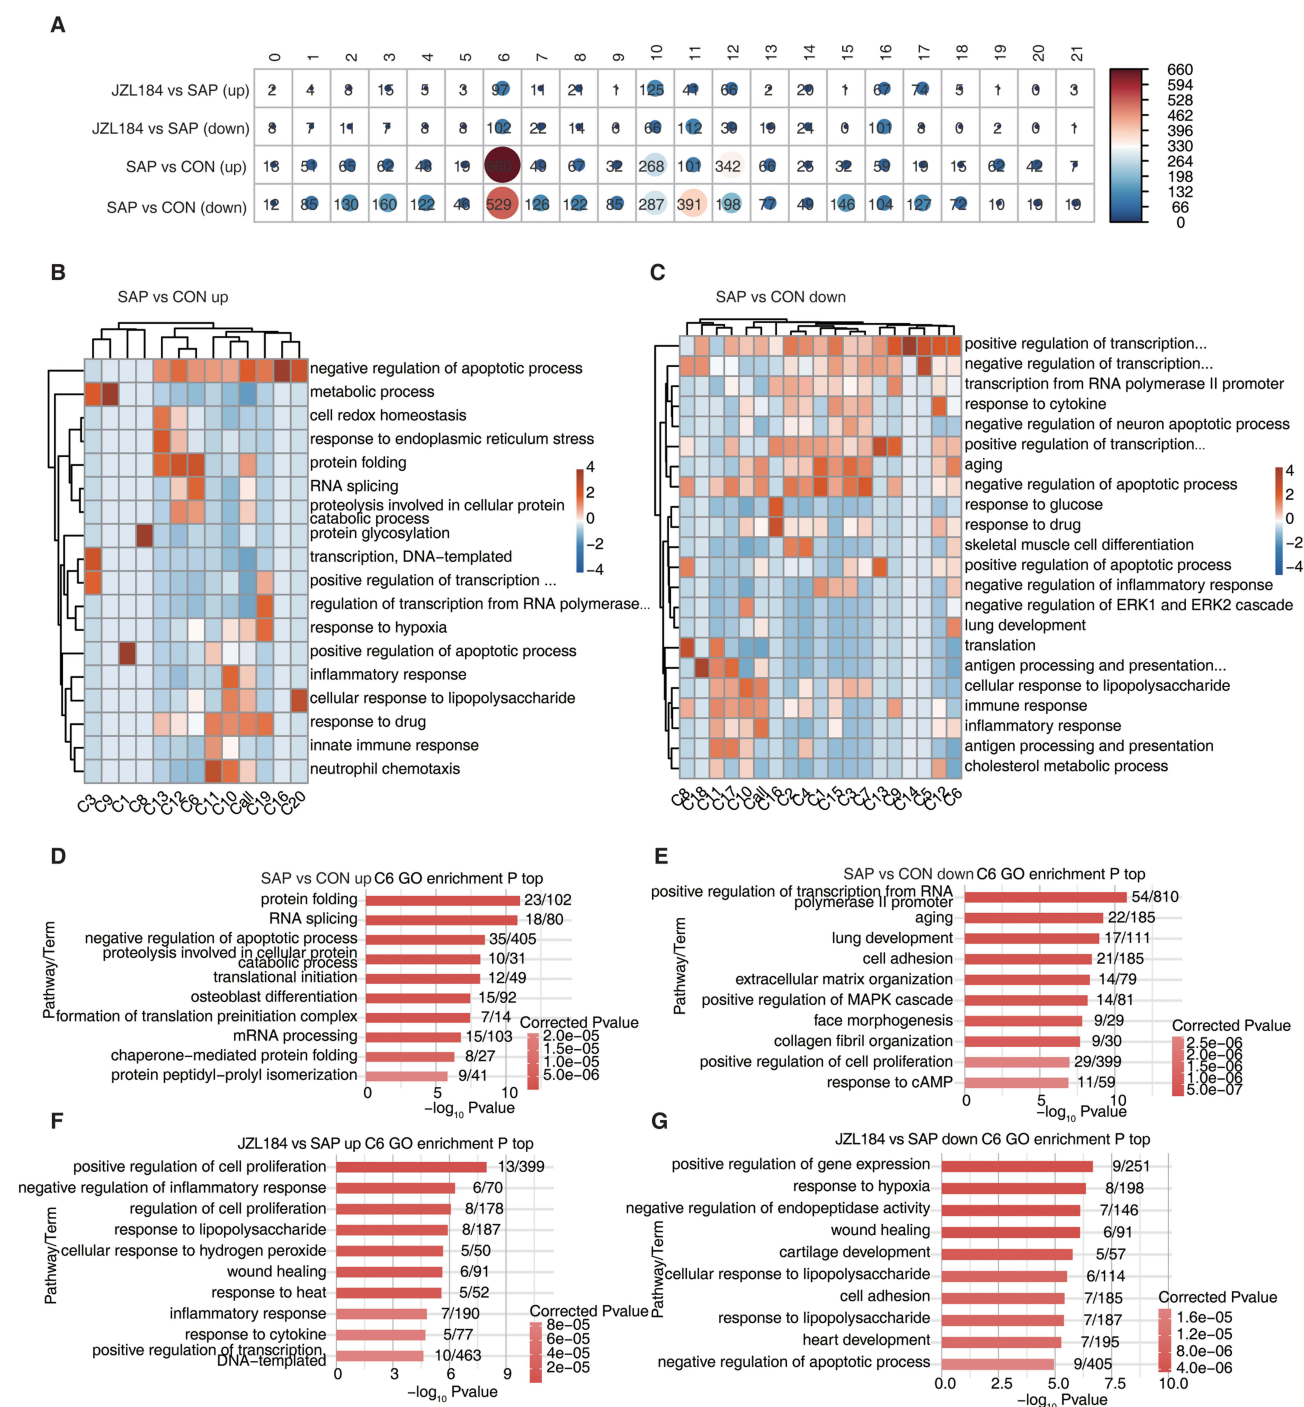 A
0 1 2 3 4 5 6 7 8 9 10 11 12 13 14 15 16 17 18 19 20 21
JZL184 vs SAP (up) 2 4 8 15 5 3 97 11 21 1 125 41 66 2 20 1 67 74 5 1 0 3
JZL184 vs SAP (down) 8 7 11 7 8 8 102 22 14 6 66 112 39 19 24 0 101 8 0 2 0 1
SAP vs CON (up) 18 51 65 62 48 19 660 49 67 32 268 101 342 66 25 32 59 19 15 62 42 7
SAP vs CON (down) 12 85 130 160 122 46 529 126 122 85 287 391 198 77 49 146 104 127 72 10 19 19
660
594
528
462
396
330
264
198
132
66
0
B
SAP vs CON up
negative regulation of apoptotic process
metabolic process
cell redox homeostasis
response to endoplasmic reticulum stress
protein folding
RNA splicing
proteolysis involved in cellular protein
catabolic process
protein glycosylation
transcription, DNA−templated
positive regulation of transcription ...
regulation of transcription from RNA polymerase...
response to hypoxia
positive regulation of apoptotic process
inflammatory response
cellular response to lipopolysaccharide
response to drug
innate immune response
neutrophil chemotaxis
4
2
0
−2
−4
C3 C9 C1 C8 C13 C12 C6 C11 C10 Call C19 C16 C20
C
SAP vs CON down
positive regulation of transcription...
negative regulation of transcription...
transcription from RNA polymerase II promoter
response to cytokine
negative regulation of neuron apoptotic process
positive regulation of transcription...
aging
negative regulation of apoptotic process
response to glucose
response to drug
skeletal muscle cell differentiation
positive regulation of apoptotic process
negative regulation of inflammatory response
negative regulation of ERK1 and ERK2 cascade
lung development
translation
antigen processing and presentation...
cellular response to lipopolysaccharide
immune response
inflammatory response
antigen processing and presentation
cholesterol metabolic process
4
2
0
−2
−4
C8 C18 C11 C17 C10 Call C16 C2 C4 C1 C15 C3 C7 C13 C9 C14 C5 C12 C6
D
SAP vs CON up C6 GO enrichment P top
Pathway/Term
protein folding 23/102
RNA splicing 18/80
negative regulation of apoptotic process 35/405
proteolysis involved in cellular protein
catabolic process 10/31
translational initiation 12/49
osteoblast differentiation 15/92
formation of translation preinitiation complex 7/14
mRNA processing 15/103
chaperone−mediated protein folding 8/27
protein peptidyl−prolyl isomerization 9/41
0 5 10
−log10 Pvalue
Corrected Pvalue
2.0e−05
1.5e−05
1.0e−05
5.0e−06
E
SAP vs CON down C6 GO enrichment P top
Pathway/Term
positive regulation of transcription from RNA
polymerase II promoter 54/810
aging 22/185
lung development 17/111
cell adhesion 21/185
extracellular matrix organization 14/79
positive regulation of MAPK cascade 14/81
face morphogenesis 9/29
collagen fibril organization 9/30
positive regulation of cell proliferation 29/399
response to cAMP 11/59
0 5 10
−log10 Pvalue
Corrected Pvalue
2.5e−06
2.0e−06
1.5e−06
1.0e−06
5.0e−07
F
JZL184 vs SAP up C6 GO enrichment P top
Pathway/Term
positive regulation of cell proliferation 13/399
negative regulation of inflammatory response 6/70
regulation of cell proliferation 8/178
response to lipopolysaccharide 8/187
cellular response to hydrogen peroxide 5/50
wound healing 6/91
response to heat 5/52
inflammatory response 7/190
response to cytokine 5/77
positive regulation of transcription,
DNA−templated 10/463
0 3 6 9
−log10 Pvalue
Corrected Pvalue
8e−05
6e−05
4e−05
2e−05
G
JZL184 vs SAP down C6 GO enrichment P top
Pathway/Term
positive regulation of gene expression 9/251
response to hypoxia 8/198
negative regulation of endopeptidase activity 7/146
wound healing 6/91
cartilage development 5/57
cellular response to lipopolysaccharide 6/114
cell adhesion 7/185
response to lipopolysaccharide 7/187
heart development 7/195
negative regulation of apoptotic process 9/405
0.0 2.5 5.0 7.5 10.0
−log10 Pvalue
Corrected Pvalue
1.6e−05
1.2e−05
8.0e−06
4.0e−06